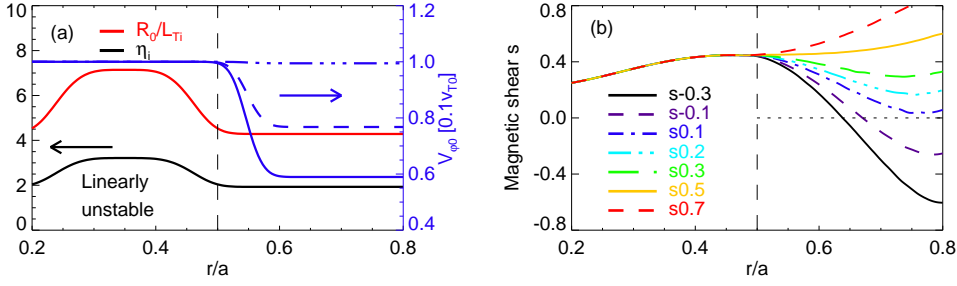 (a)
R0/LTi
ηi
Linearly
unstable
10
8
6
4
2
0
0.2
0.4
0.6
0.8
r/a
1.2
1.0
0.8
0.6
0.4
Vφ0 [0.1vT0]
(b)
Magnetic shear s
0.8
0.4
0.0
-0.4
-0.8
s-0.3
s-0.1
s0.1
s0.2
s0.3
s0.5
s0.7
0.2
0.4
0.6
0.8
r/a